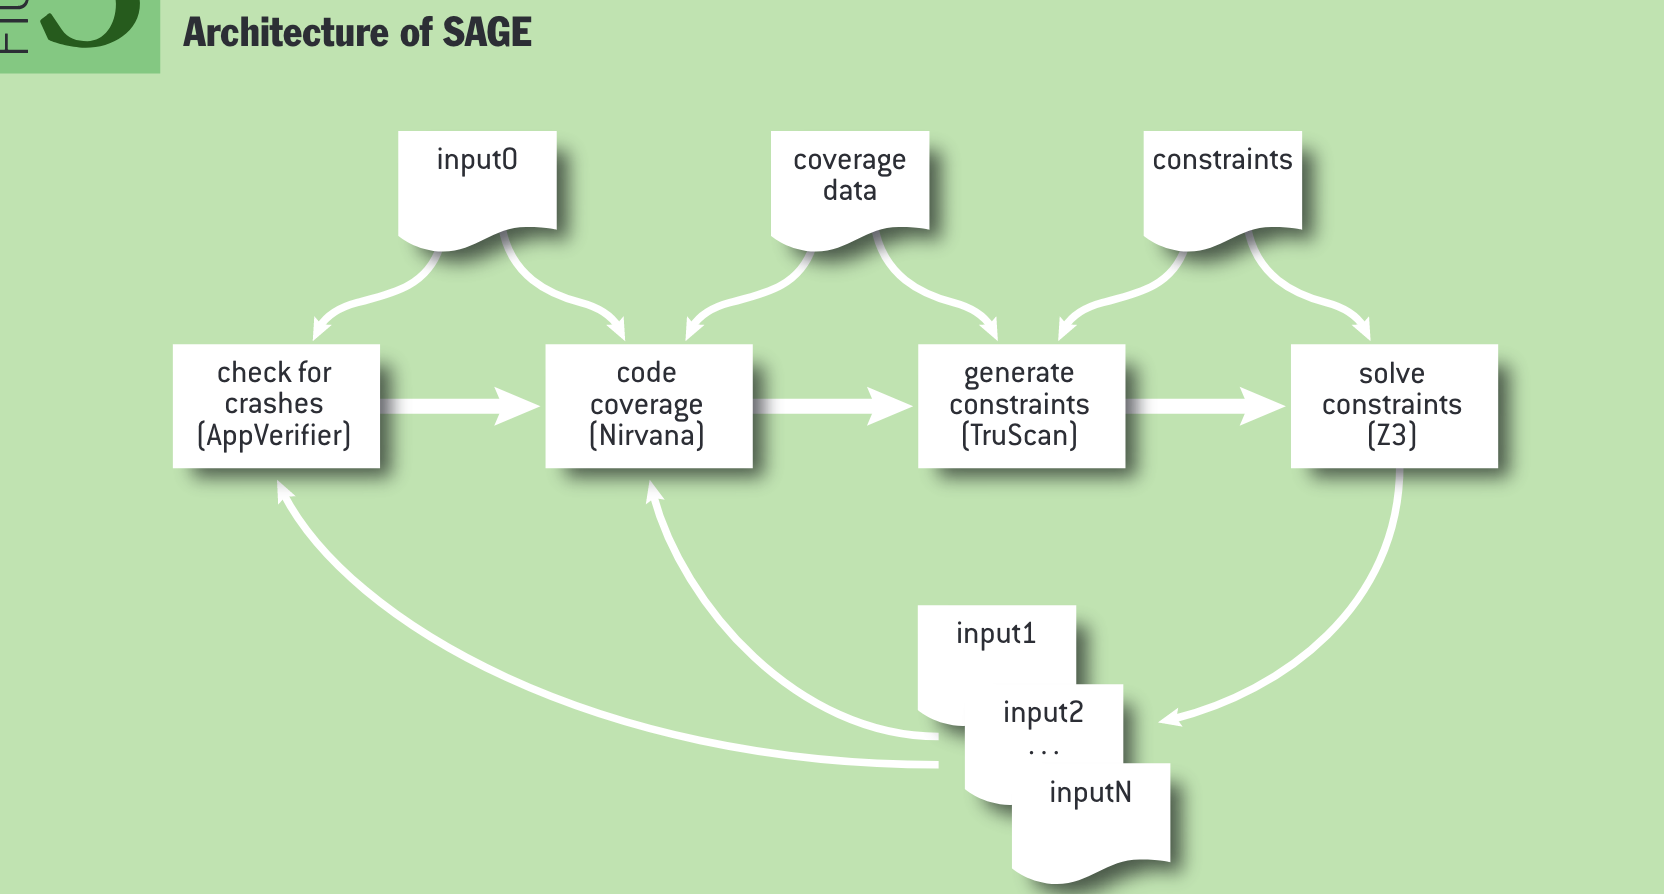 3
Architecture of SAGE
input0
coverage
data
constraints
check for
crashes
(AppVerifier)
code
coverage
(Nirvana)
generate
constraints
(TruScan)
solve
constraints
(Z3)
input1
input2
...
inputN